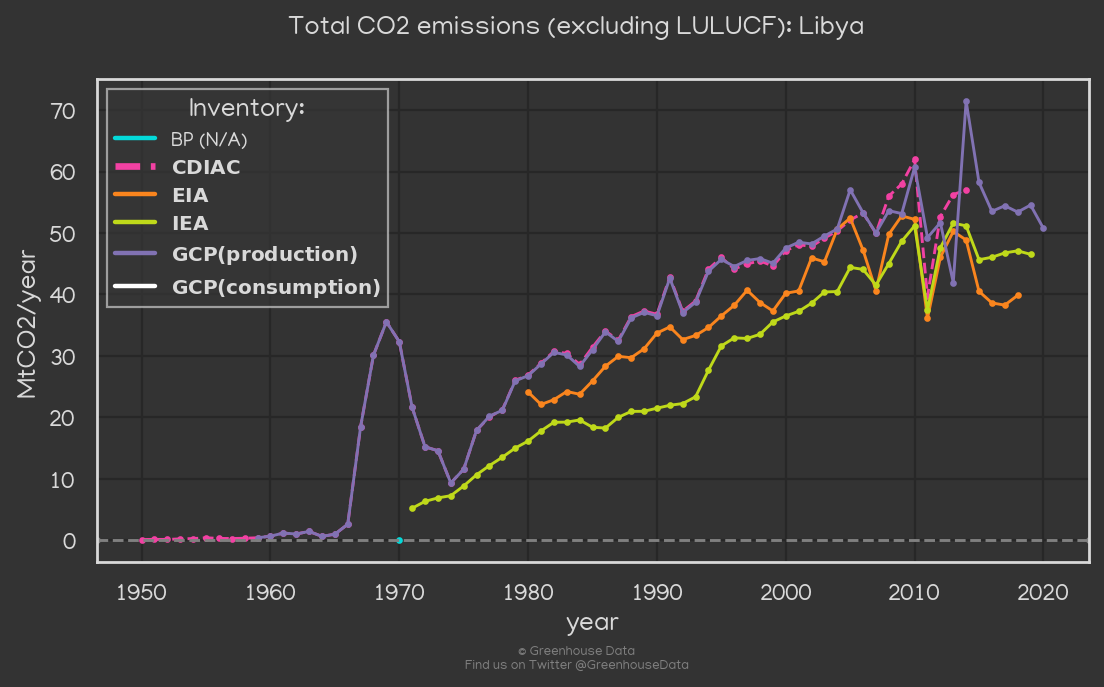 Total CO2 emissions (excluding LULUCF): Libya
Inventory:
BP (N/A)
CDIAC
EIA
IEA
GCP(production)
GCP(consumption)
MtCO2/year
70
60
50
40
30
20
10
0
1950 1960 1970 1980 1990 2000 2010 2020
year
© Greenhouse Data
Find us on Twitter @GreenhouseData